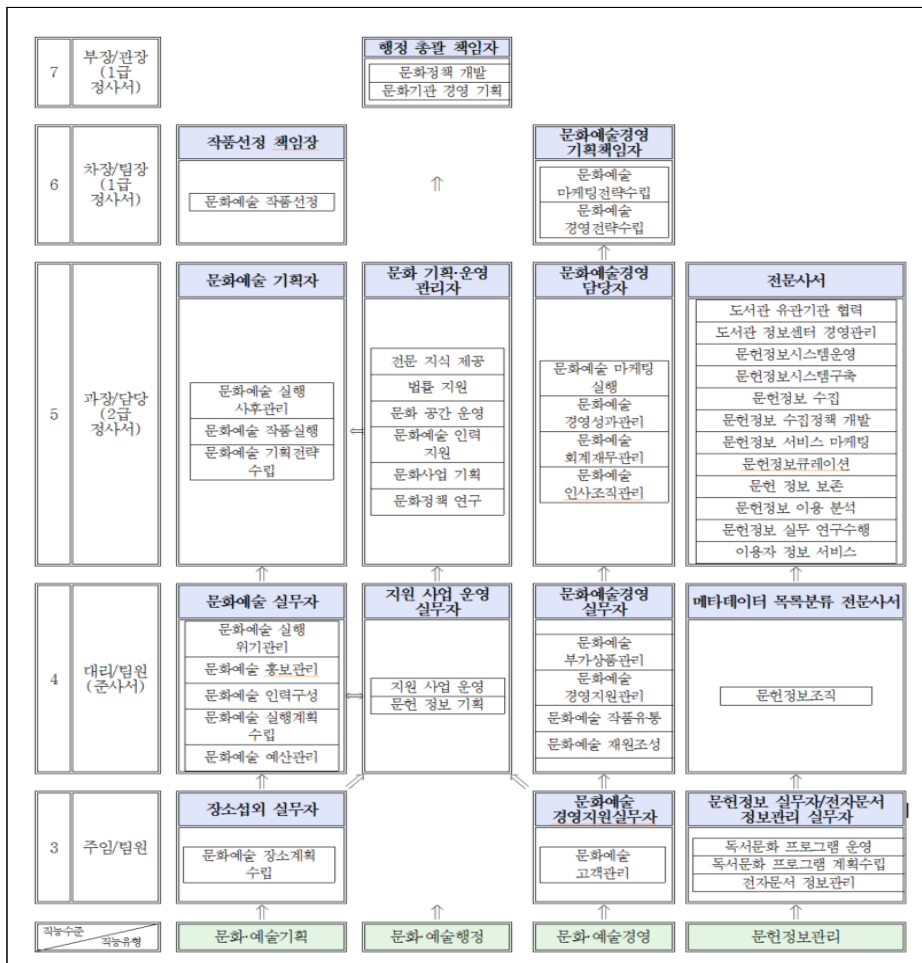 7
부장/관장
(1급
정사서)
행정 총괄 책임자
문화정책 개발
문화기관 경영 기획
6
차장/팀장
(1급
정사서)
작품선정 책임장
문화예술 작품선정
⇑
문화예술경영
기획책임자
문화예술
마케팅전략수립
문화예술
경영전략수립
⇑
5
과장/담당
(2급
정사서)
문화예술 기획자
문화예술 실행
사후관리
문화예술 작품실행
문화예술 기획전략
수립
⇐
문화 기획·운영
관리자
전문 지식 제공
법률 지원
문화 공간 운영
문화예술 인력
지원
문화사업 기획
문화정책 연구
문화예술경영
담당자
문화예술 마케팅
실행
문화예술
경영성과관리
문화예술
회계재무관리
문화예술
인사조직관리
전문사서
도서관 유관기관 협력
도서관 정보센터 경영관리
문헌정보시스템운영
문헌정보시스템구축
문헌정보 수집
문헌정보 수집정책 개발
문헌정보 서비스 마케팅
문헌정보큐레이션
문헌 정보 보존
문헌정보 이용 분석
문헌정보 실무 연구수행
이용자 정보 서비스
⇑ ⇑ ⇑ ⇑
4
대리/팀원
(준사서)
문화예술 실무자
문화예술 실행
위기관리
문화예술 홍보관리
문화예술 인력구성
문화예술 실행계획
수립
문화예술 예산관리
⇔
지원 사업 운영
실무자
지원 사업 운영
문헌 정보 기획
문화예술경영
실무자
문화예술
부가상품관리
문화예술
경영지원관리
문화예술 작품유통
문화예술 재원조성
메타데이터 목록분류 전문사서
문헌정보조직
⇑ ⇗ ⇖ ⇑ ⇑
3
주임/팀원
장소섭외 실무자
문화예술 장소계획
수립
문화예술
경영지원실무자
문화예술
고객관리
문헌정보 실무자/전자문서
정보관리 실무자
독서문화 프로그램 운영
독서문화 프로그램 계획수립
전자문서 정보관리
⇑ ⇑ ⇑ ⇑
직능수준
직능유형
문화·예술기획
문화·예술행정
문화·예술경영
문헌정보관리